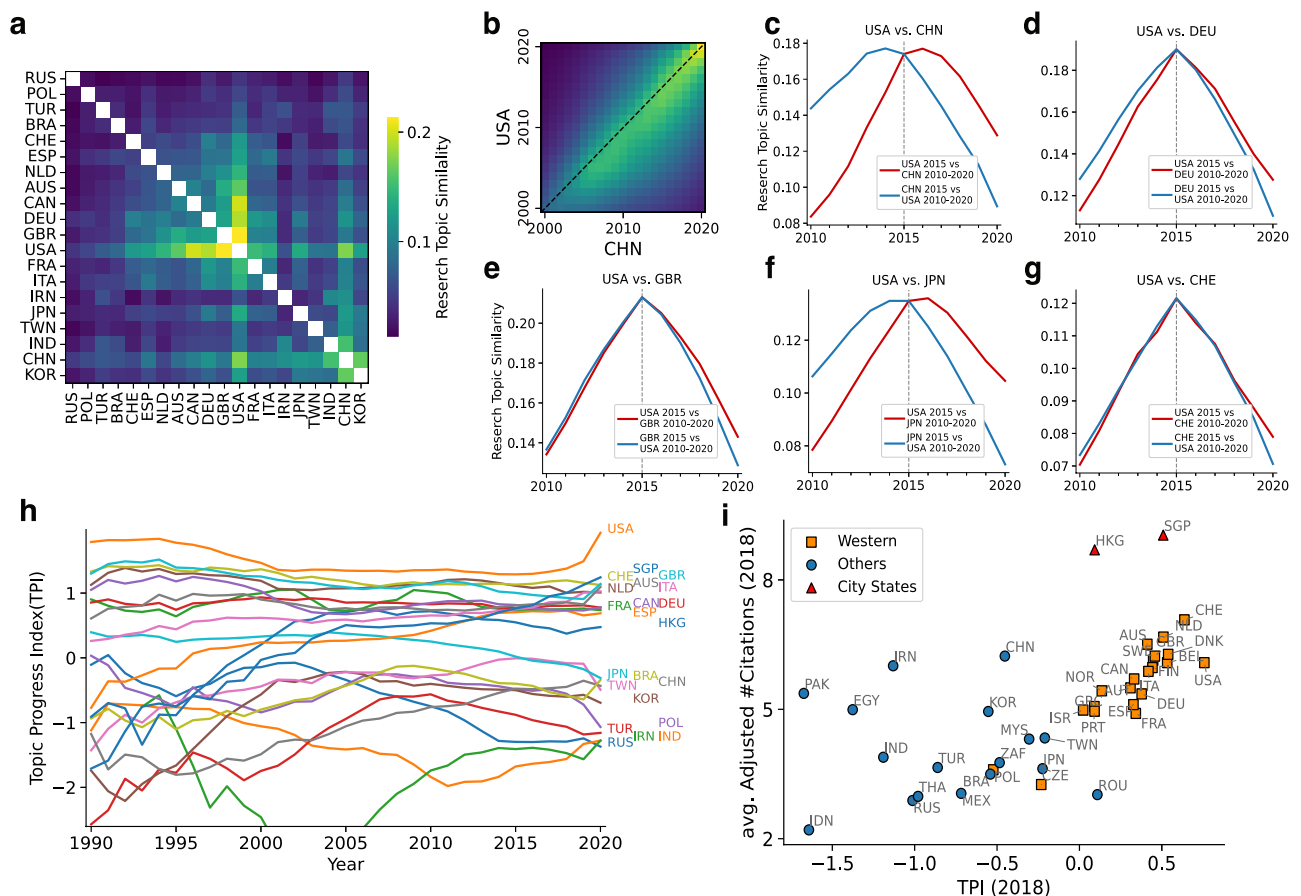 a
RUS
POL
TUR
BRA
CHE
ESP
NLD
AUS
CAN
DEU
GBR
USA
FRA
ITA
IRN
JPN
TWN
IND
CHN
KOR
RUS POL TUR BRA CHE ESP NLD AUS CAN DEU GBR USA FRA ITA IRN JPN TWN IND CHN KOR
0.2
0.1
Reserch Topic Similality
b
2020
2010
2000
USA
2000 2010 2020
CHN
c
USA vs. CHN
Reserch Topic Similarity
0.18
0.16
0.14
0.12
0.10
0.08
USA 2015 vs
CHN 2010-2020
CHN 2015 vs
USA 2010-2020
2010 2015 2020
d
USA vs. DEU
0.18
0.16
0.14
0.12
USA 2015 vs
DEU 2010-2020
DEU 2015 vs
USA 2010-2020
2010 2015 2020
e
USA vs. GBR
Reserch Topic Similarity
0.20
0.18
0.16
0.14
USA 2015 vs
GBR 2010-2020
GBR 2015 vs
USA 2010-2020
2010 2015 2020
f
USA vs. JPN
0.12
0.10
0.08
USA 2015 vs
JPN 2010-2020
JPN 2015 vs
USA 2010-2020
2010 2015 2020
g
USA vs. CHE
0.12
0.11
0.10
0.09
0.08
0.07
USA 2015 vs
CHE 2010-2020
CHE 2015 vs
USA 2010-2020
2010 2015 2020
h
Topic Progress Index(TPI)
1
0
−1
−2
1990 1995 2000 2005 2010 2015 2020
Year
USA
SGP
CHE GBR
AUS
NLD ITA
FRA CAN DEU
ESP
HKG
JPN BRA
TWN CHN
KOR
TUR POL
RUS IRN IND
i
avg. Adjusted #Citations (2018)
8
5
2
Western
Others
City States
HKG
SGP
CHE
NLD
AUS
GBR
DNK
SWE
BEL
FIN
USA
CAN
NOR
AUT
ITA
DEU
GRC
ESP
FRA
ISR
PRT
IRN
CHN
PAK
EGY
KOR
MYS
TWN
IND
TUR
ZAF
JPN
CZE
THA
BRA
POL
RUS
MEX
ROU
IDN
−1.5 −1.0 −0.5 0.0 0.5
TPI (2018)